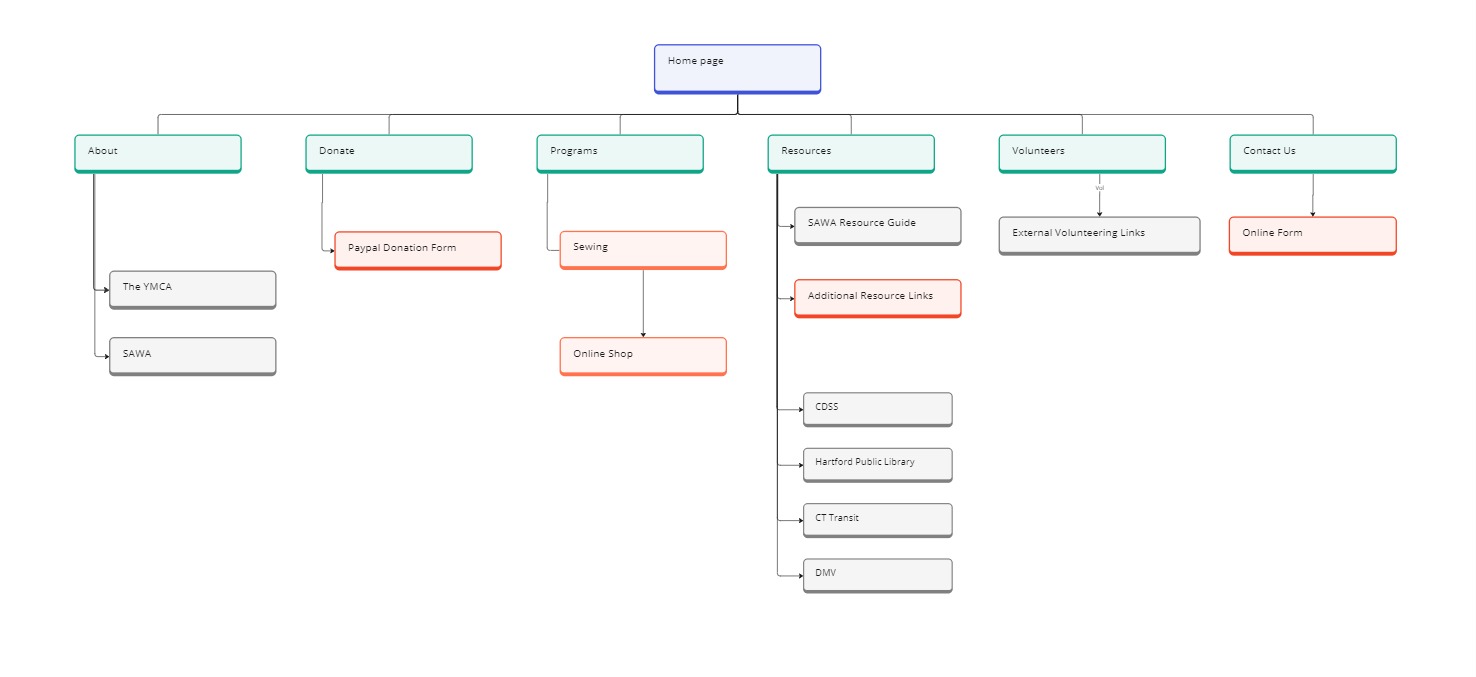 Home page
About
Donate
Programs
Resources
Volunteers
Contact Us
Vol
SAWA Resource Guide
External Volunteering Links
Online Form
Paypal Donation Form
Sewing
The YMCA
Additional Resource Links
SAWA
Online Shop
CDSS
Hartford Public Library
CT Transit
DMV